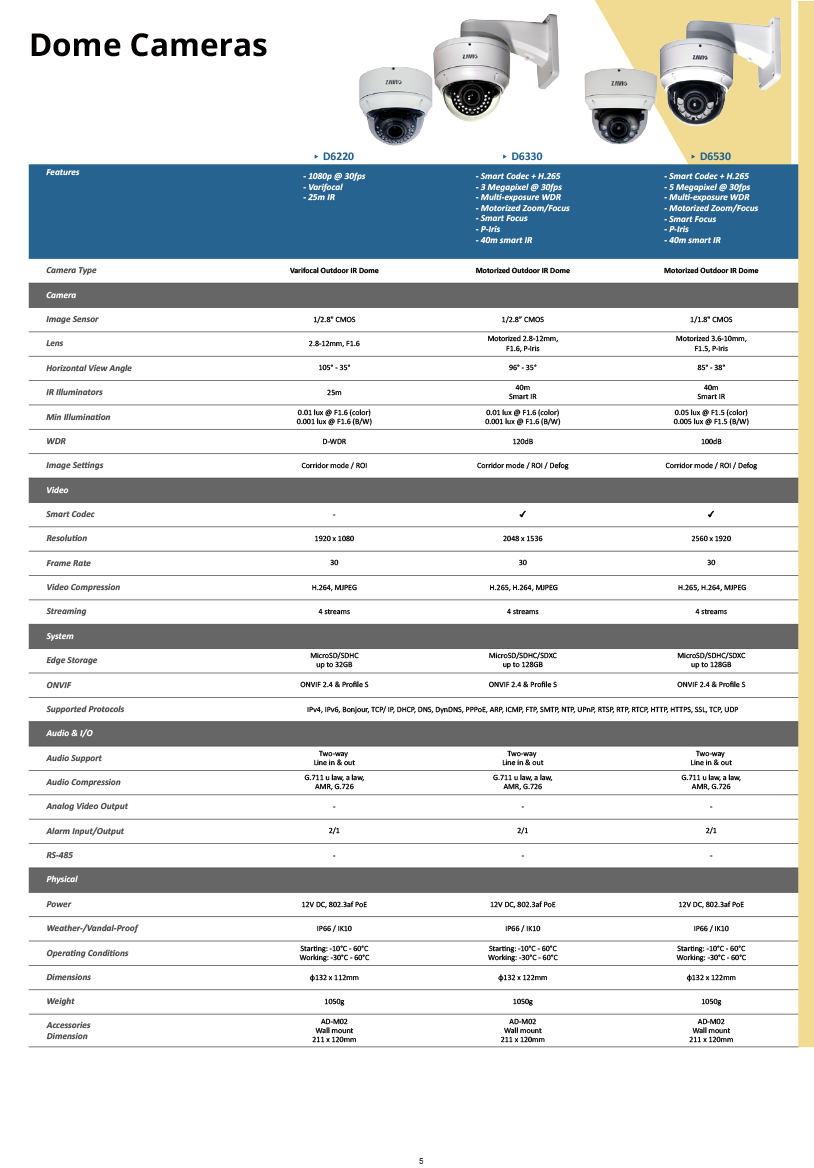 Dome Cameras
ZAVIO
ZAVIO
ZAVIO
ZAVIO
▸ D6220
▸ D6330
▸ D6530
Features
- 1080p @ 30fps
- Varifocal
- 25m IR
- Smart Codec + H.265
- 3 Megapixel @ 30fps
- Multi-exposure WDR
- Motorized Zoom/Focus
- Smart Focus
- P-Iris
- 40m smart IR
- Smart Codec + H.265
- 5 Megapixel @ 30fps
- Multi-exposure WDR
- Motorized Zoom/Focus
- Smart Focus
- P-Iris
- 40m smart IR
Camera Type Varifocal Outdoor IR Dome Motorized Outdoor IR Dome Motorized Outdoor IR Dome
Camera
Image Sensor 1/2.8" CMOS 1/2.8” CMOS 1/1.8" CMOS
Lens 2.8-12mm, F1.6 Motorized 2.8-12mm, Motorized 3.6-10mm,
F1.6, P-Iris F1.5, P-Iris
Horizontal View Angle 105° - 35° 96° - 35° 85° - 38°
IR Illuminators 25m 40m 40m
Smart IR Smart IR
Min Illumination 0.01 lux @ F1.6 (color) 0.01 lux @ F1.6 (color) 0.05 lux @ F1.5 (color)
0.001 lux @ F1.6 (B/W) 0.001 lux @ F1.6 (B/W) 0.005 lux @ F1.5 (B/W)
WDR D-WDR 120dB 100dB
Image Settings Corridor mode / ROI Corridor mode / ROI / Defog Corridor mode / ROI / Defog
Video
Smart Codec - ✔ ✔
Resolution 1920 x 1080 2048 x 1536 2560 x 1920
Frame Rate 30 30 30
Video Compression H.264, MJPEG H.265, H.264, MJPEG H.265, H.264, MJPEG
Streaming 4 streams 4 streams 4 streams
System
Edge Storage MicroSD/SDHC MicroSD/SDHC/SDXC MicroSD/SDHC/SDXC
up to 32GB up to 128GB up to 128GB
ONVIF ONVIF 2.4 & Profile S ONVIF 2.4 & Profile S ONVIF 2.4 & Profile S
Supported Protocols IPv4, IPv6, Bonjour, TCP/ IP, DHCP, DNS, DynDNS, PPPoE, ARP, ICMP, FTP, SMTP, NTP, UPnP, RTSP, RTP, RTCP, HTTP, HTTPS, SSL, TCP, UDP
Audio & I/O
Audio Support Two-way Two-way Two-way
Line in & out Line in & out Line in & out
Audio Compression G.711 u law, a law, G.711 u law, a law, G.711 u law, a law,
AMR, G.726 AMR, G.726 AMR, G.726
Analog Video Output - - -
Alarm Input/Output 2/1 2/1 2/1
RS-485 - - -
Physical
Power 12V DC, 802.3af PoE 12V DC, 802.3af PoE 12V DC, 802.3af PoE
Weather-/Vandal-Proof IP66 / IK10 IP66 / IK10 IP66 / IK10
Operating Conditions Starting: -10°C - 60°C Starting: -10°C - 60°C Starting: -10°C - 60°C
Working: -30°C - 60°C Working: -30°C - 60°C Working: -30°C - 60°C
Dimensions ϕ132 x 112mm ϕ132 x 122mm ϕ132 x 122mm
Weight 1050g 1050g 1050g
Accessories AD-M02 AD-M02 AD-M02
Dimension Wall mount Wall mount Wall mount
211 x 120mm 211 x 120mm 211 x 120mm
5